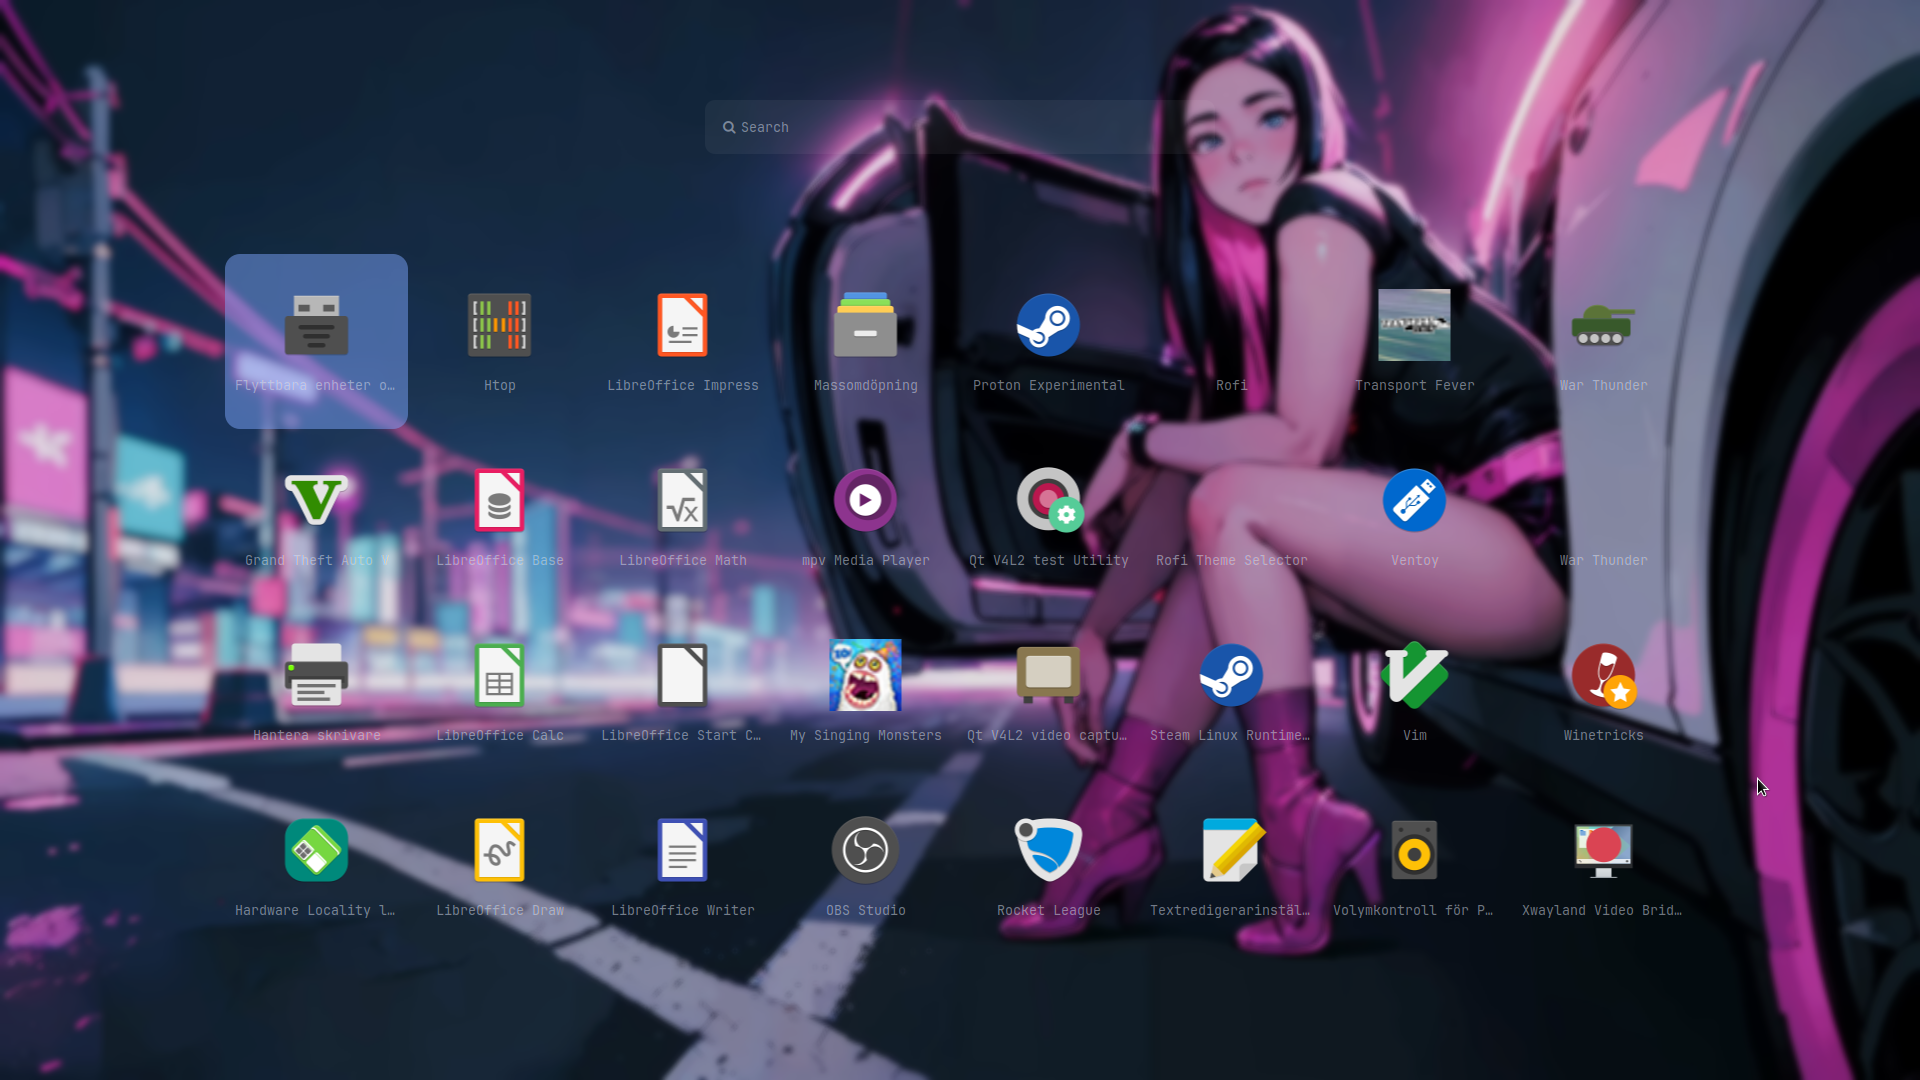 Search
Flyttbara enheter o…
Htop
LibreOffice Impress
Massomdöpning
Proton Experimental
Rofi
Transport Fever
War Thunder
Grand Theft Auto V
LibreOffice Base
LibreOffice Math
mpv Media Player
Qt V4L2 test Utility
Rofi Theme Selector
Ventoy
War Thunder
Hantera skrivare
LibreOffice Calc
LibreOffice Start C…
My Singing Monsters
Qt V4L2 video captu…
Steam Linux Runtime…
Vim
Winetricks
Hardware Locality l…
LibreOffice Draw
LibreOffice Writer
OBS Studio
Rocket League
Textredigerarinstäl…
Volymkontroll för P…
Xwayland Video Brid…